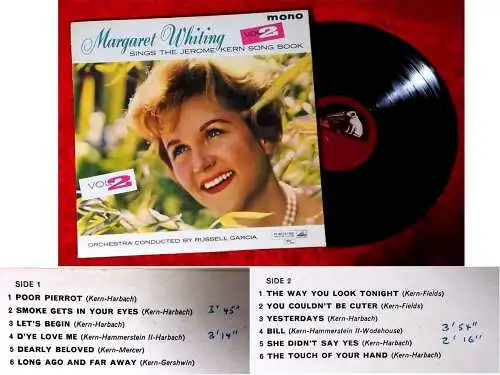 mono
Margaret Whiting
VOL 2
SINGS THE JEROME KERN SONG BOOK
VOL 2
ORCHESTRA CONDUCTED BY RUSSELL GARCIA
SIDE 1
1 POOR PIERROT (Kern-Harbach)
2 SMOKE GETS IN YOUR EYES (Kern-Harbach) 3' 45"
3 LET'S BEGIN (Kern-Harbach)
4 D'YE LOVE ME (Kern-Hammerstein II-Harbach) 3' 14"
5 DEARLY BELOVED (Kern-Mercer)
6 LONG AGO AND FAR AWAY (Kern-Gershwin)
SIDE 2
1 THE WAY YOU LOOK TONIGHT (Kern-Fields)
2 YOU COULDN'T BE CUTER (Kern-Fields)
3 YESTERDAYS (Kern-Harbach)
4 BILL (Kern-Hammerstein II-Wodehouse) 3' 54"
5 SHE DIDN'T SAY YES (Kern-Harbach) 2' 16"
6 THE TOUCH OF YOUR HAND (Kern-Harbach)